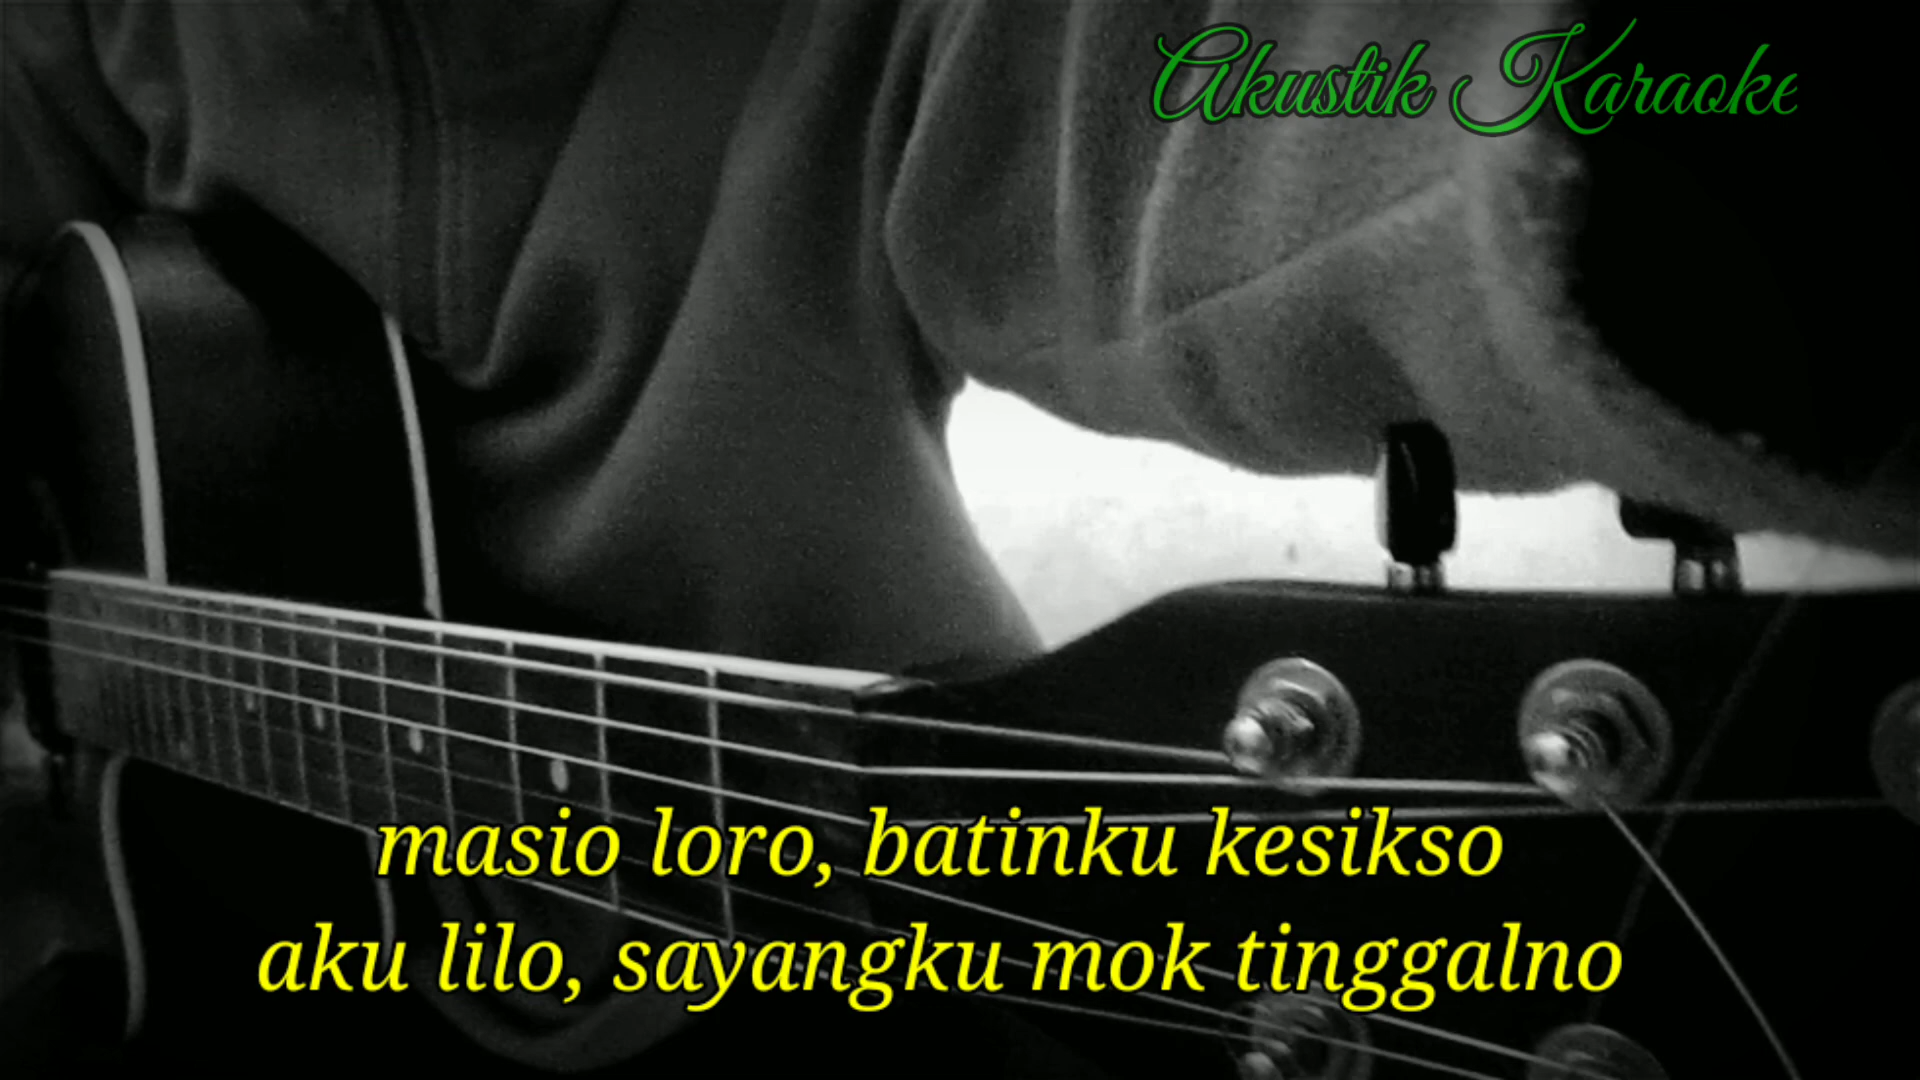 Akustik Karaoke
masio loro, batinku kesikso
aku lilo, sayangku mok tinggalno